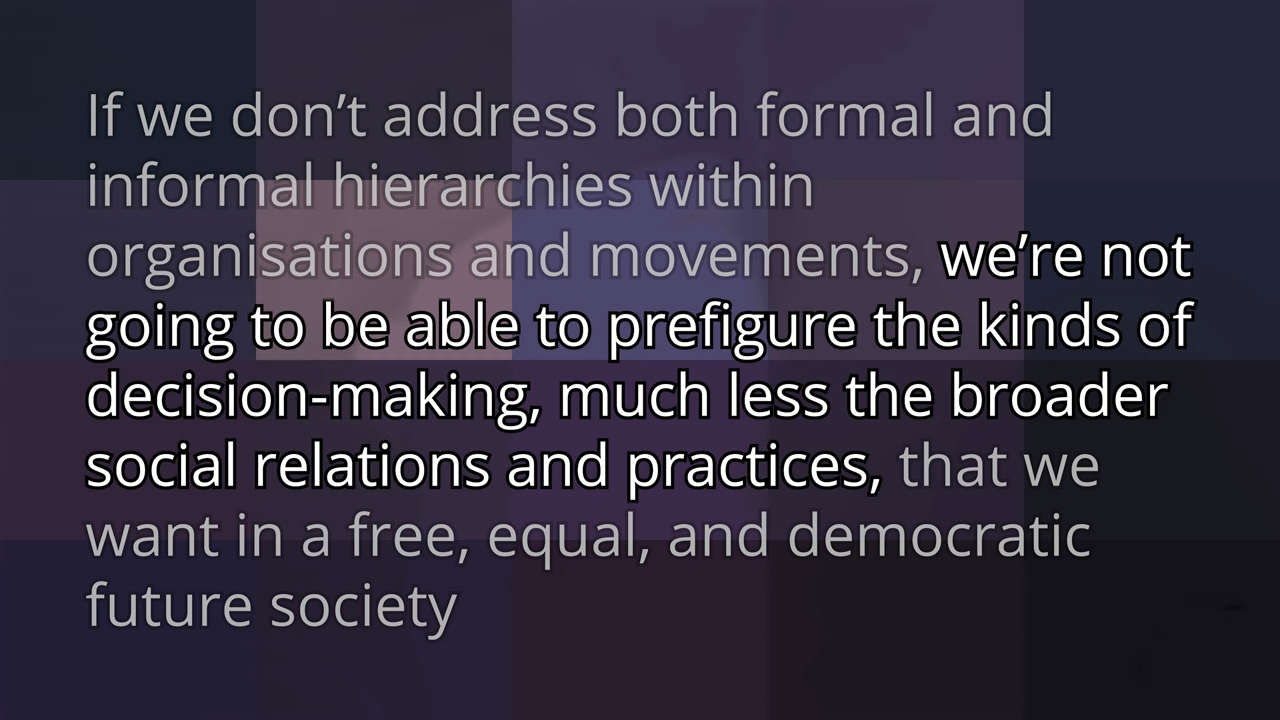 If we don’t address both formal and
informal hierarchies within
organisations and movements, we’re not
going to be able to prefigure the kinds of
decision-making, much less the broader
social relations and practices, that we
want in a free, equal, and democratic
future society